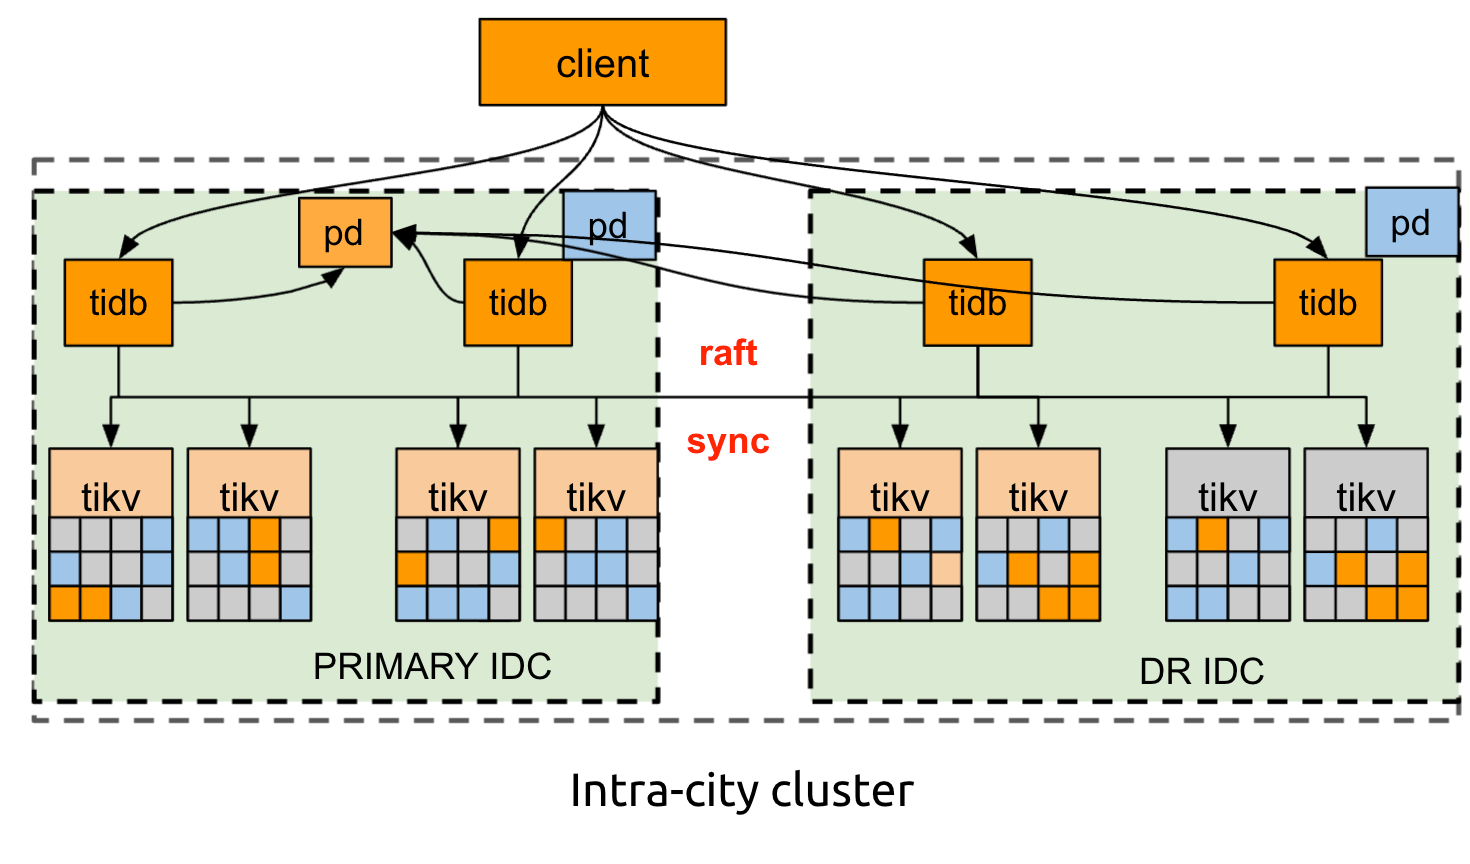 client
pd
pd
pd
tidb
tidb
tidb
tidb
raft
sync
tikv
tikv
tikv
tikv
tikv
tikv
tikv
tikv
PRIMARY IDC
DR IDC
Intra-city cluster